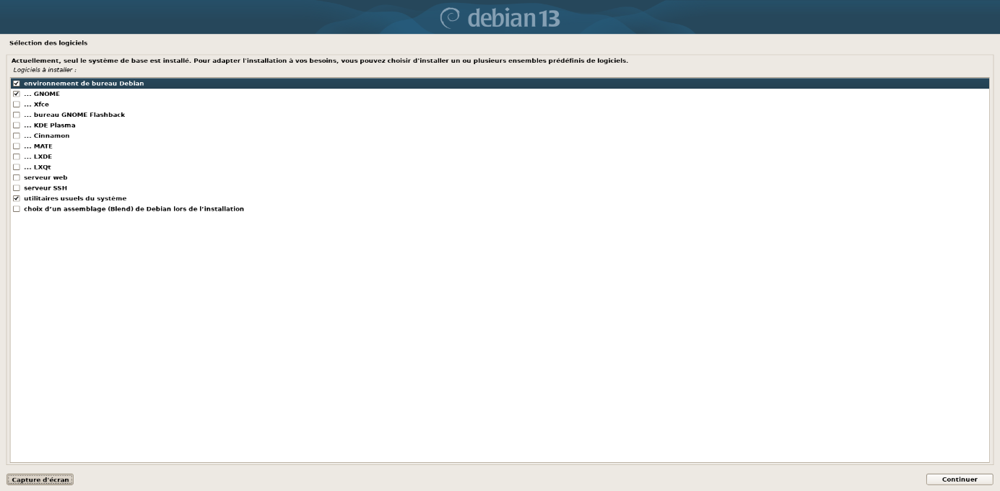 debian 13
Sélection des logiciels
Actuellement, seul le système de base est installé. Pour adapter l'installation à vos besoins, vous pouvez choisir d'installer un ou plusieurs ensembles prédéfinis de logiciels.
Logiciels à installer :
environnement de bureau Debian
... GNOME
... Xfce
... bureau GNOME Flashback
... KDE Plasma
... Cinnamon
... MATE
... LXDE
... LXQt
serveur web
serveur SSH
utilitaires usuels du système
choix d’un assemblage (Blend) de Debian lors de l’installation
Capture d'écran
Continuer